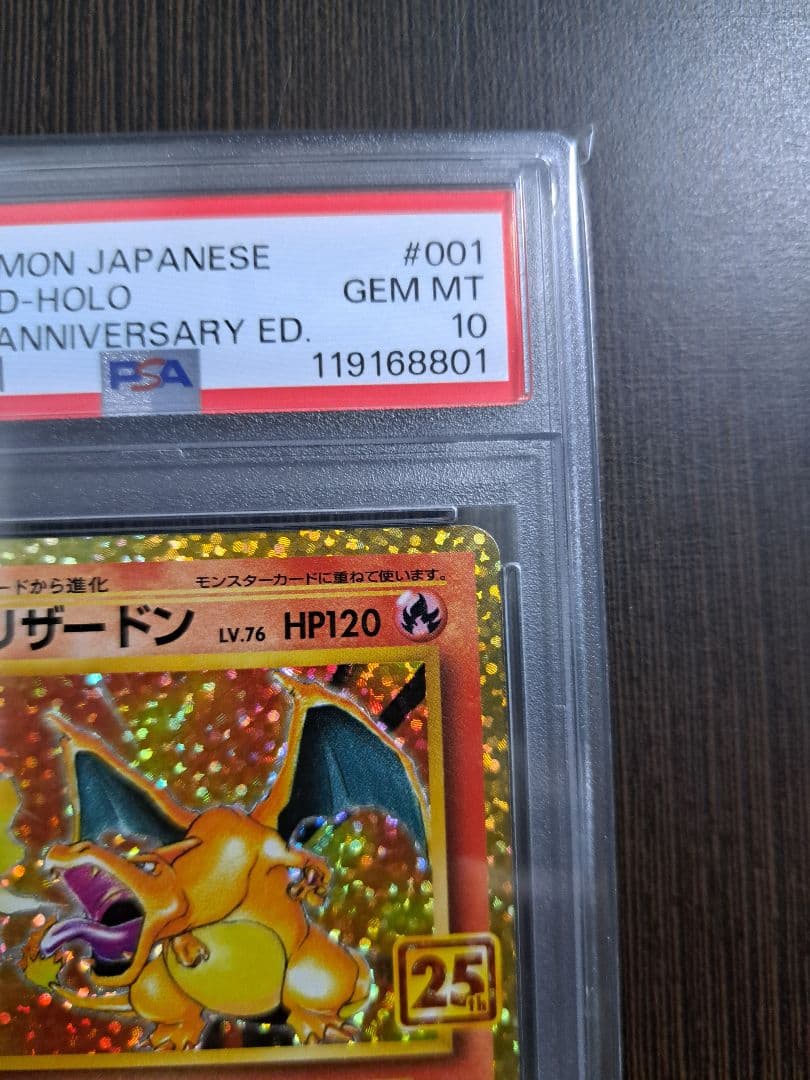 MON JAPANESE #001
D-HOLO GEM MT
ANNIVERSARY ED. 10
PSA 119168801
ードから進化 モンスターカードに重ねて使います。
リザードン LV.76 HP120
25th